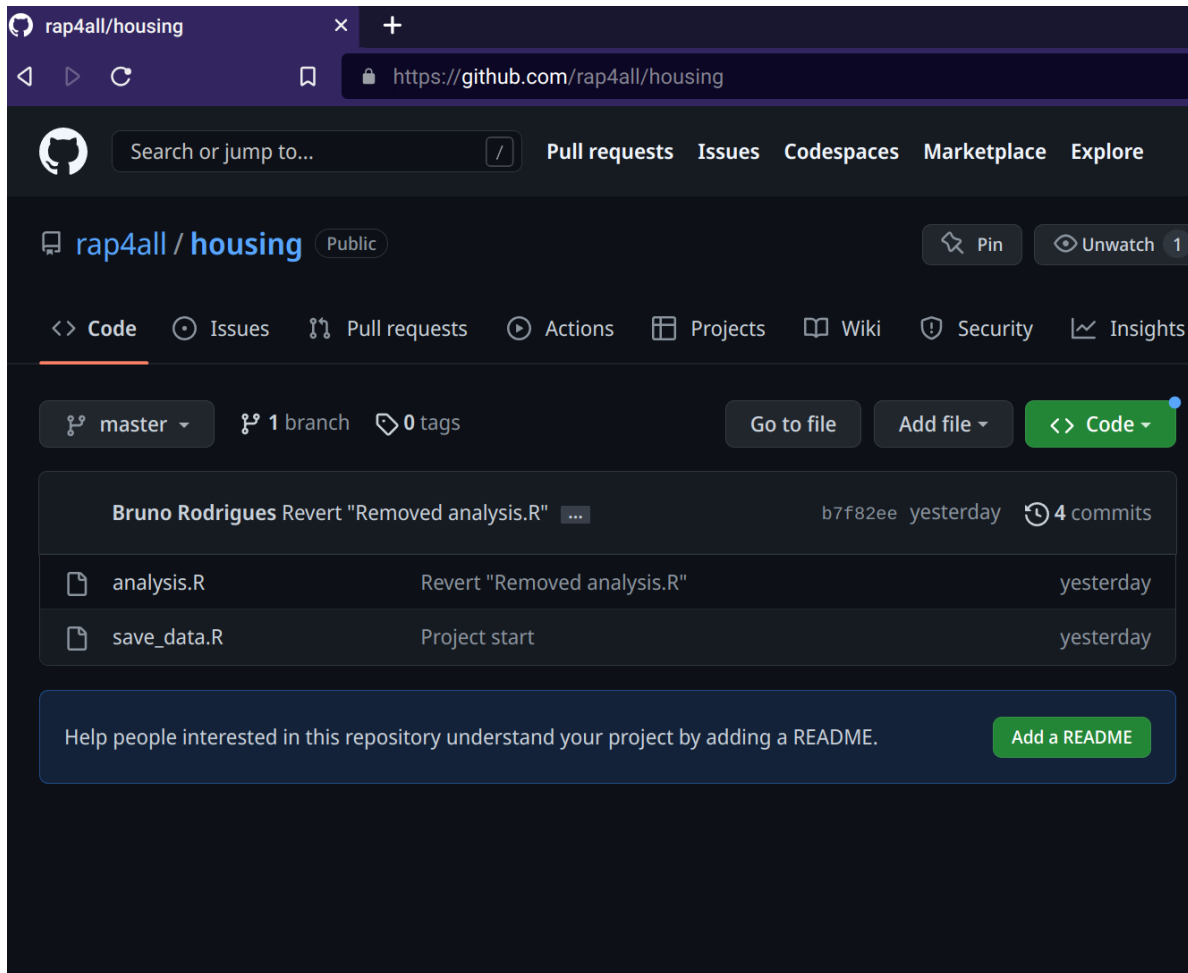 rap4all/housing
https://github.com/rap4all/housing
Search or jump to... / Pull requests Issues Codespaces Marketplace Explore
rap4all / housing Public Pin Unwatch 1
Code Issues Pull requests Actions Projects Wiki Security Insights
master 1 branch 0 tags Go to file Add file Code
Bruno Rodrigues Revert "Removed analysis.R" ... b7f82ee yesterday 4 commits
analysis.R Revert "Removed analysis.R" yesterday
save_data.R Project start yesterday
Help people interested in this repository understand your project by adding a README. Add a README